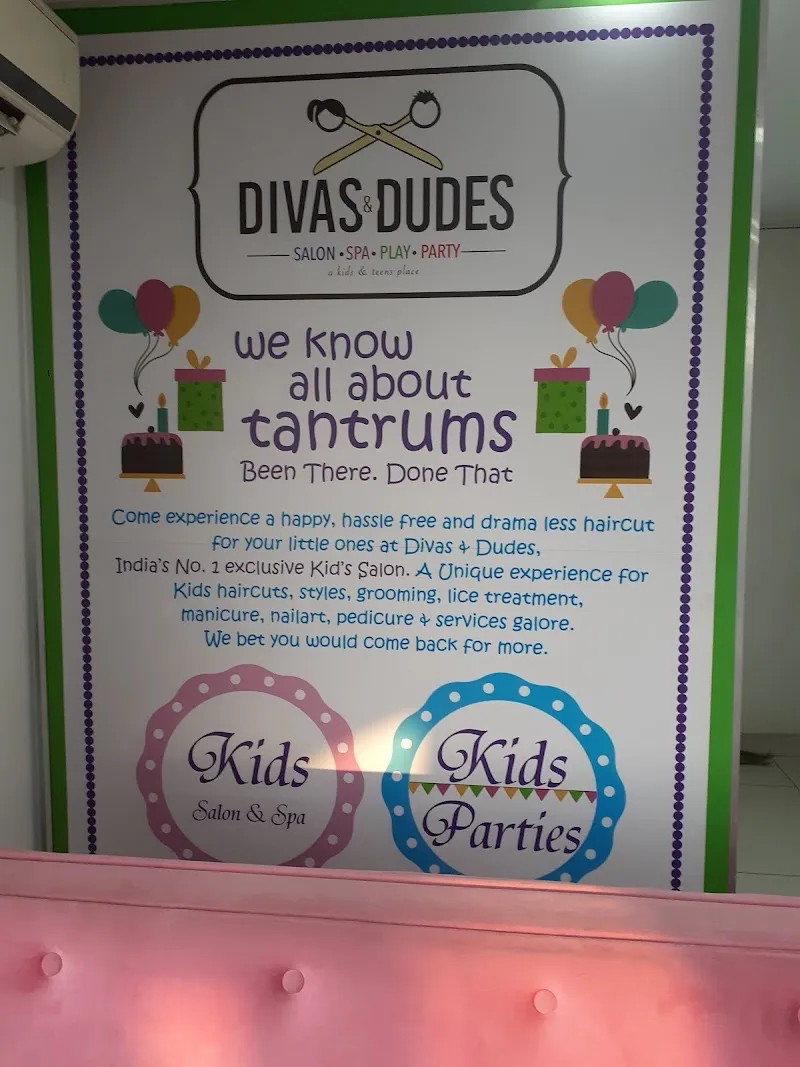 DIVAS & DUDES
SALON • SPA • PLAY • PARTY
a kids & teens place
we know
all about
tantrums
Been There. Done That
Come experience a happy, hassle free and drama less haircut
for your little ones at Divas & Dudes,
India's No. 1 exclusive Kid's Salon. A Unique experience for
Kids haircuts, styles, grooming, lice treatment,
manicure, nailart, pedicure & services galore.
We bet you would come back for more.
Kids
Salon & Spa
Kids
Parties